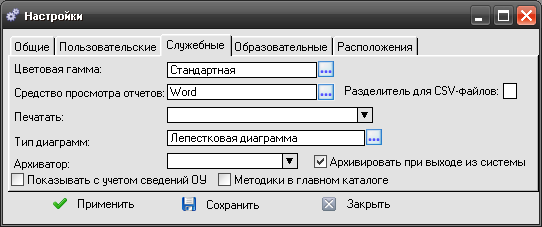 Настройки
Общие Пользовательские Служебные Образовательные Расположения
Цветовая гамма: Стандартная ...
Средство просмотра отчетов: Word ... Разделитель для CSV-файлов:
Печатать:
Тип диаграмм: Лепестковая диаграмма ...
Архиватор: Архивировать при выходе из системы
Показывать с учетом сведений ОУ Методики в главном каталоге
Применить Сохранить Закрыть